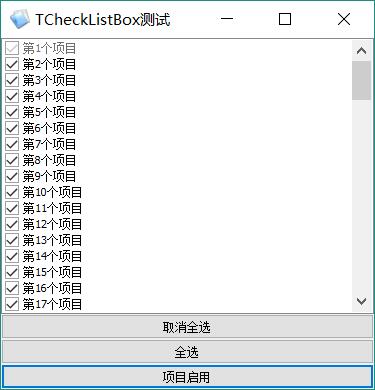 TCheckListBox测试
第1个项目
第2个项目
第3个项目
第4个项目
第5个项目
第6个项目
第7个项目
第8个项目
第9个项目
第10个项目
第11个项目
第12个项目
第13个项目
第14个项目
第15个项目
第16个项目
第17个项目
取消全选
全选
项目启用